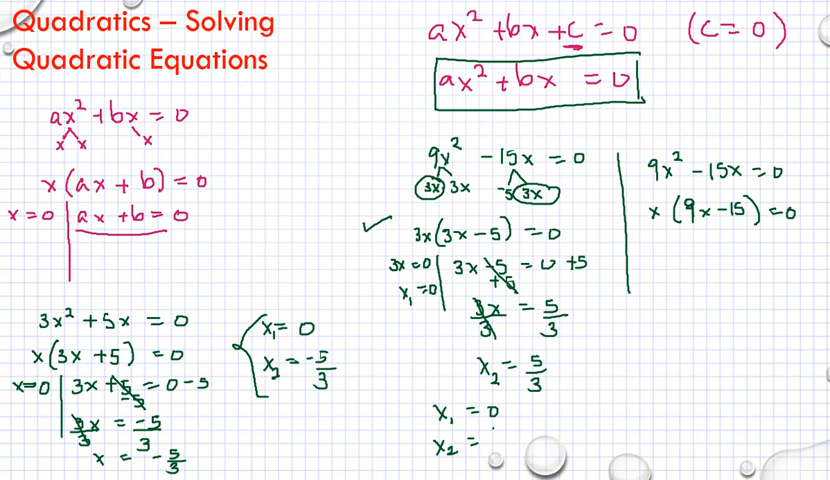 Quadratics – Solving
Quadratic Equations
ax² + bx + c = 0 (c = 0)
ax² + bx = 0
ax² + bx = 0
x x x
x(ax + b) = 0
x = 0 | ax + b = 0
3x² + 5x = 0
x(3x + 5) = 0
x = 0 | 3x + 5 = 0 - 5
-5
3x/3 = -5/3
x = -5/3
x₁ = 0
x₂ = -5/3
9x² - 15x = 0
3x 3x -5 3x
3x(3x - 5) = 0
3x = 0 | 3x - 5 = 0 + 5
x₁ = 0 | +5
3x/3 = 5/3
x₂ = 5/3
x₁ = 0
x₂ =
9x² - 15x = 0
x(9x - 15) = 0